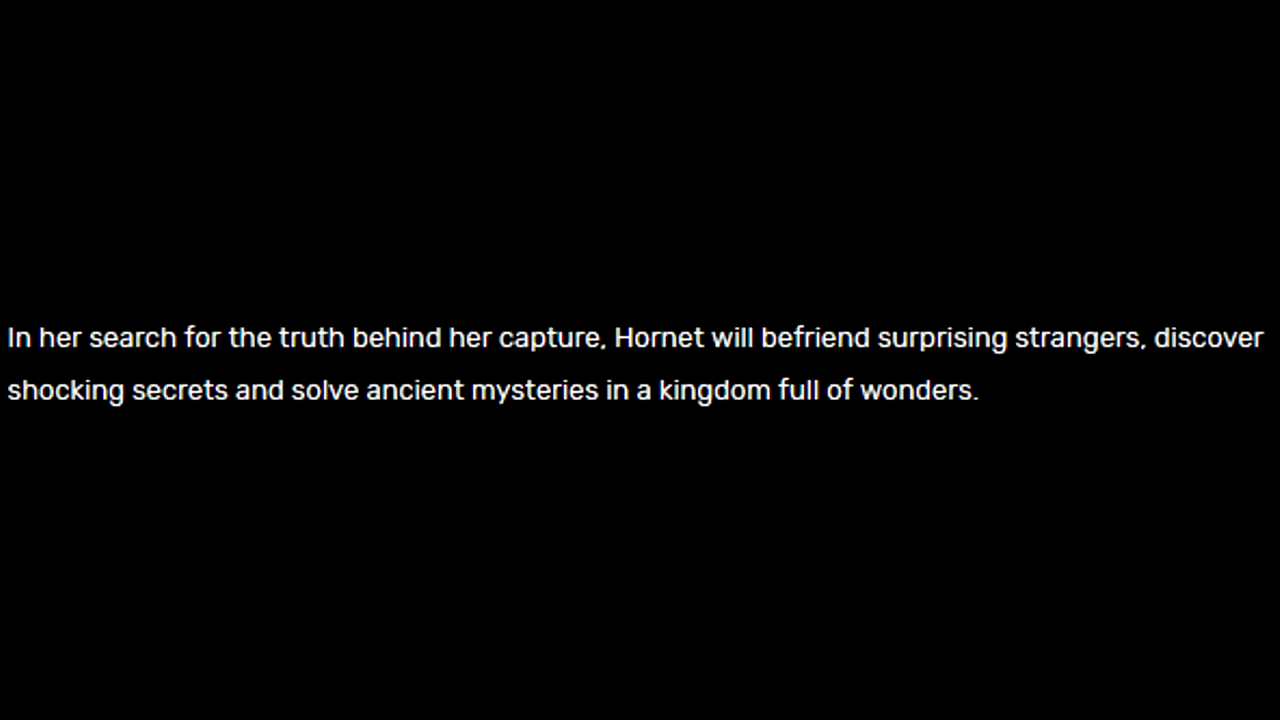 In her search for the truth behind her capture, Hornet will befriend surprising strangers, discover
shocking secrets and solve ancient mysteries in a kingdom full of wonders.